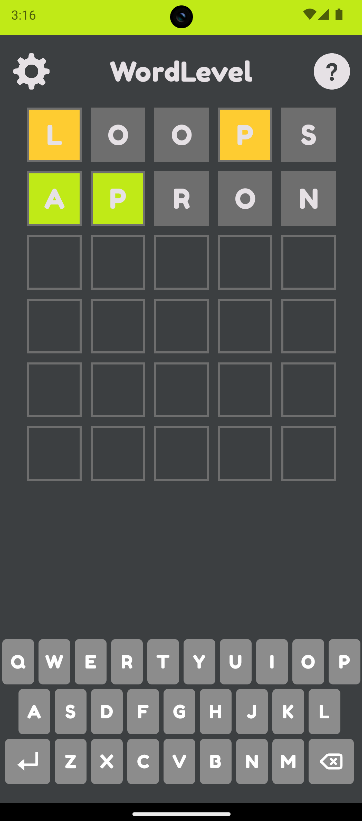 3:16
WordLevel ?
L O O P S
A P R O N
Q W E R T Y U I O P
A S D F G H J K L
Z X C V B N M